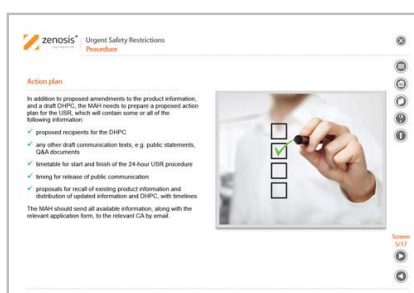 zenosis®
Urgent Safety Restrictions
Procedure
Action plan
In addition to proposed amendments to the product information,
and a draft DHPC, the MAH needs to prepare a proposed action
plan for the USR, which will contain some or all of the
following information:
✓ proposed recipients for the DHPC
✓ any other draft communication texts, e.g. public statements,
Q&A documents
✓ timetable for start and finish of the 24-hour USR procedure
✓ timing for release of public communication
✓ proposals for recall of existing product information and
distribution of updated information and DHPC, with timelines
The MAH should send all available information, along with the
relevant application form, to the relevant CA by email.
Screen
5/17